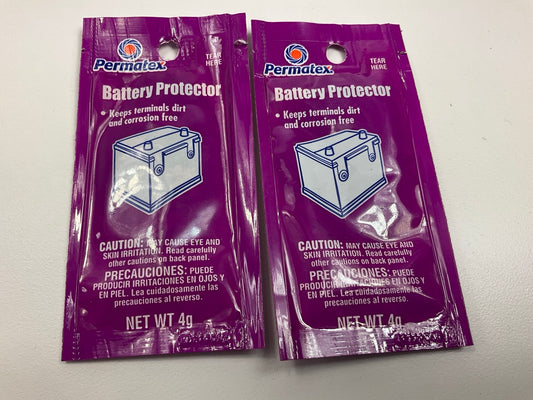 Permatex
TEAR
HERE
Battery Protector
• Keeps terminals dirt
and corrosion free
CAUTION: MAY CAUSE EYE AND
SKIN IRRITATION. Read carefully
other cautions on back panel.
PRECAUCIONES: PUEDE
PRODUCIR IRRITACIONES EN OJOS Y
EN PIEL. Lea cuidadosamente las
precauciones al reverso.
NET WT 4g
Permatex
TEAR
HERE
Battery Protector
• Keeps terminals dirt
and corrosion free
CAUTION: MAY CAUSE EYE AND
SKIN IRRITATION. Read carefully
other cautions on back panel.
PRECAUCIONES: PUEDE
PRODUCIR IRRITACIONES EN OJOS Y
EN PIEL. Lea cuidadosamente las
precauciones al reverso.
NET WT 4g